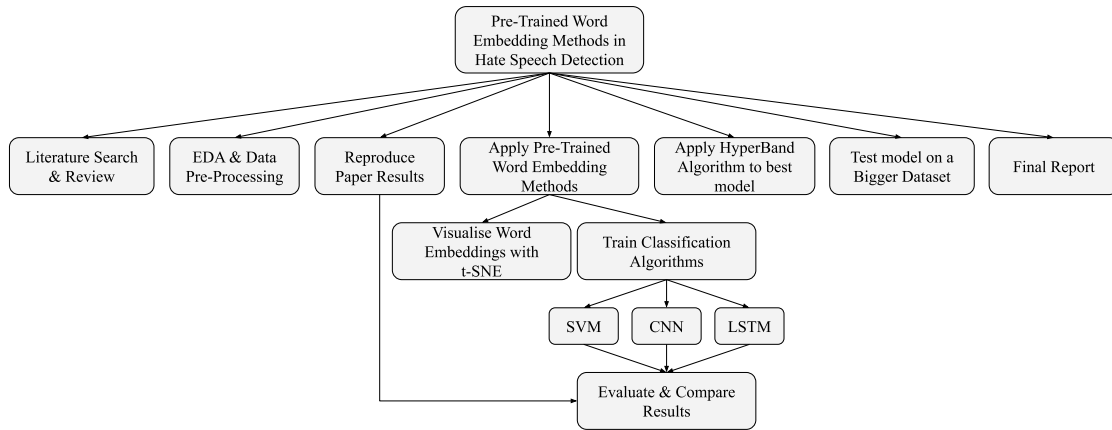 Pre-Trained Word
Embedding Methods in
Hate Speech Detection
Literature Search
& Review
EDA & Data
Pre-Processing
Reproduce
Paper Results
Apply Pre-Trained
Word Embedding
Methods
Apply HyperBand
Algorithm to best
model
Test model on a
Bigger Dataset
Final Report
Visualise Word
Embeddings with
t-SNE
Train Classification
Algorithms
SVM
CNN
LSTM
Evaluate & Compare
Results